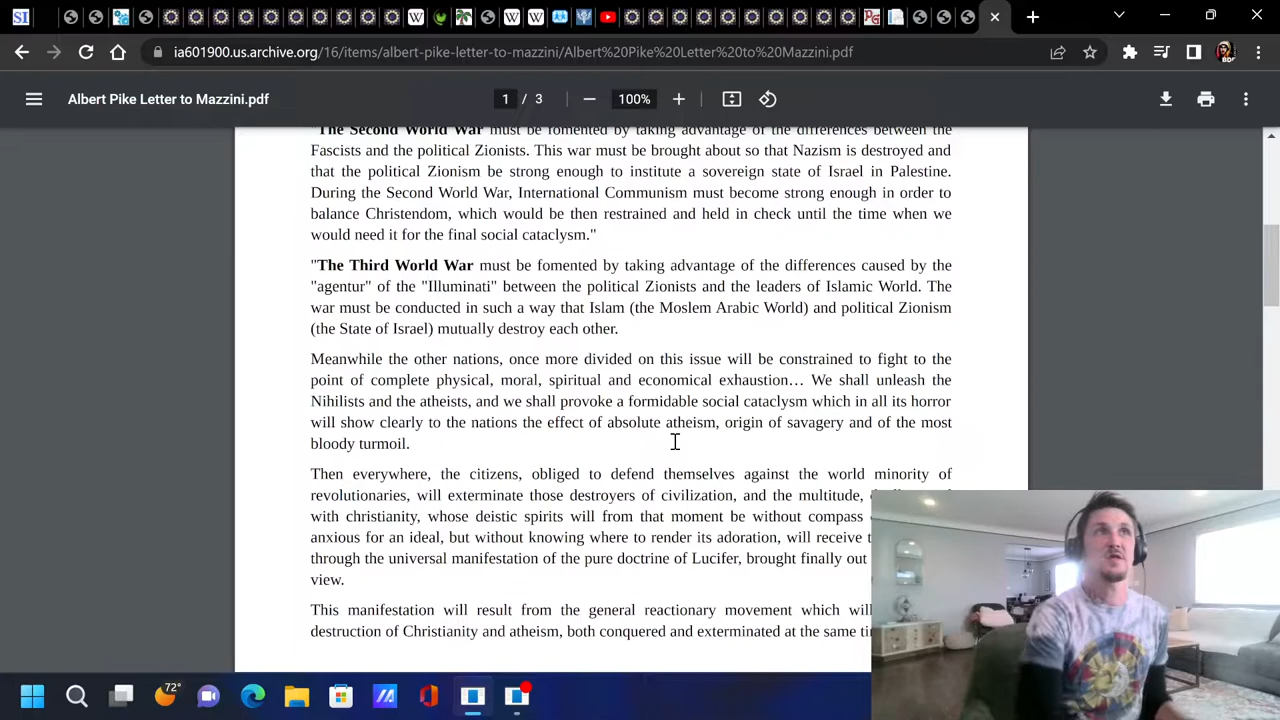 ia601900.us.archive.org/16/items/albert-pike-letter-to-mazzini/Albert%20Pike%20Letter%20to%20Mazzini.pdf
Albert Pike Letter to Mazzini.pdf
1 / 3
100%
"The Second World War must be fomented by taking advantage of the differences between the
Fascists and the political Zionists. This war must be brought about so that Nazism is destroyed and
that the political Zionism be strong enough to institute a sovereign state of Israel in Palestine.
During the Second World War, International Communism must become strong enough in order to
balance Christendom, which would be then restrained and held in check until the time when we
would need it for the final social cataclysm."
"The Third World War must be fomented by taking advantage of the differences caused by the
"agentur" of the "Illuminati" between the political Zionists and the leaders of Islamic World. The
war must be conducted in such a way that Islam (the Moslem Arabic World) and political Zionism
(the State of Israel) mutually destroy each other.
Meanwhile the other nations, once more divided on this issue will be constrained to fight to the
point of complete physical, moral, spiritual and economical exhaustion… We shall unleash the
Nihilists and the atheists, and we shall provoke a formidable social cataclysm which in all its horror
will show clearly to the nations the effect of absolute atheism, origin of savagery and of the most
bloody turmoil.
Then everywhere, the citizens, obliged to defend themselves against the world minority of
revolutionaries, will exterminate those destroyers of civilization, and the multitude,
with christianity, whose deistic spirits will from that moment be without compass
anxious for an ideal, but without knowing where to render its adoration, will receive
through the universal manifestation of the pure doctrine of Lucifer, brought finally out
view.
This manifestation will result from the general reactionary movement which will
destruction of Christianity and atheism, both conquered and exterminated at the same
72°